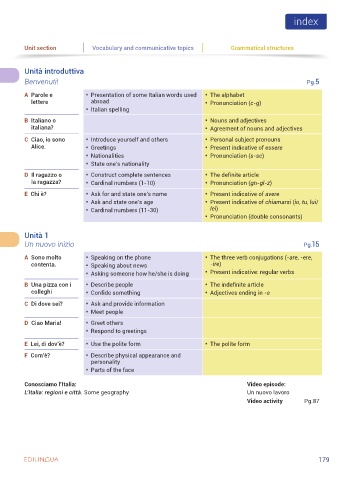 index
Unit section Vocabulary and communicative topics Grammatical structures
Unità introduttiva
Benvenuti! Pg.5
A Parole e lettere
• Presentation of some Italian words used abroad
• Italian spelling
• The alphabet
• Pronunciation (c-g)
B Italiano o italiana?
• Nouns and adjectives
• Agreement of nouns and adjectives
C Ciao, io sono Alice.
• Introduce yourself and others
• Greetings
• Nationalities
• State one's nationality
• Personal subject pronouns
• Present indicative of essere
• Pronunciation (s-sc)
D Il ragazzo o la ragazza?
• Construct complete sentences
• Cardinal numbers (1-10)
• The definite article
• Pronunciation (gn-gl-z)
E Chi è?
• Ask for and state one's name
• Ask and state one's age
• Cardinal numbers (11-30)
• Present indicative of avere
• Present indicative of chiamarsi (io, tu, lui/lei)
• Pronunciation (double consonants)
Unità 1
Un nuovo inizio Pg.15
A Sono molto contenta.
• Speaking on the phone
• Speaking about news
• Asking someone how he/she is doing
• The three verb conjugations (-are, -ere, -ire)
• Present indicative: regular verbs
B Una pizza con i colleghi
• Describe people
• Confide something
• The indefinite article
• Adjectives ending in -e
C Di dove sei?
• Ask and provide information
• Meet people
D Ciao Maria!
• Greet others
• Respond to greetings
E Lei, di dov'è?
• Use the polite form
• The polite form
F Com'è?
• Describe physical appearance and personality
• Parts of the face
Conosciamo l'Italia:
L'Italia: regioni e città. Some geography
Video episode:
Un nuovo lavoro
Video activity Pg.87
EDILINGUA 179